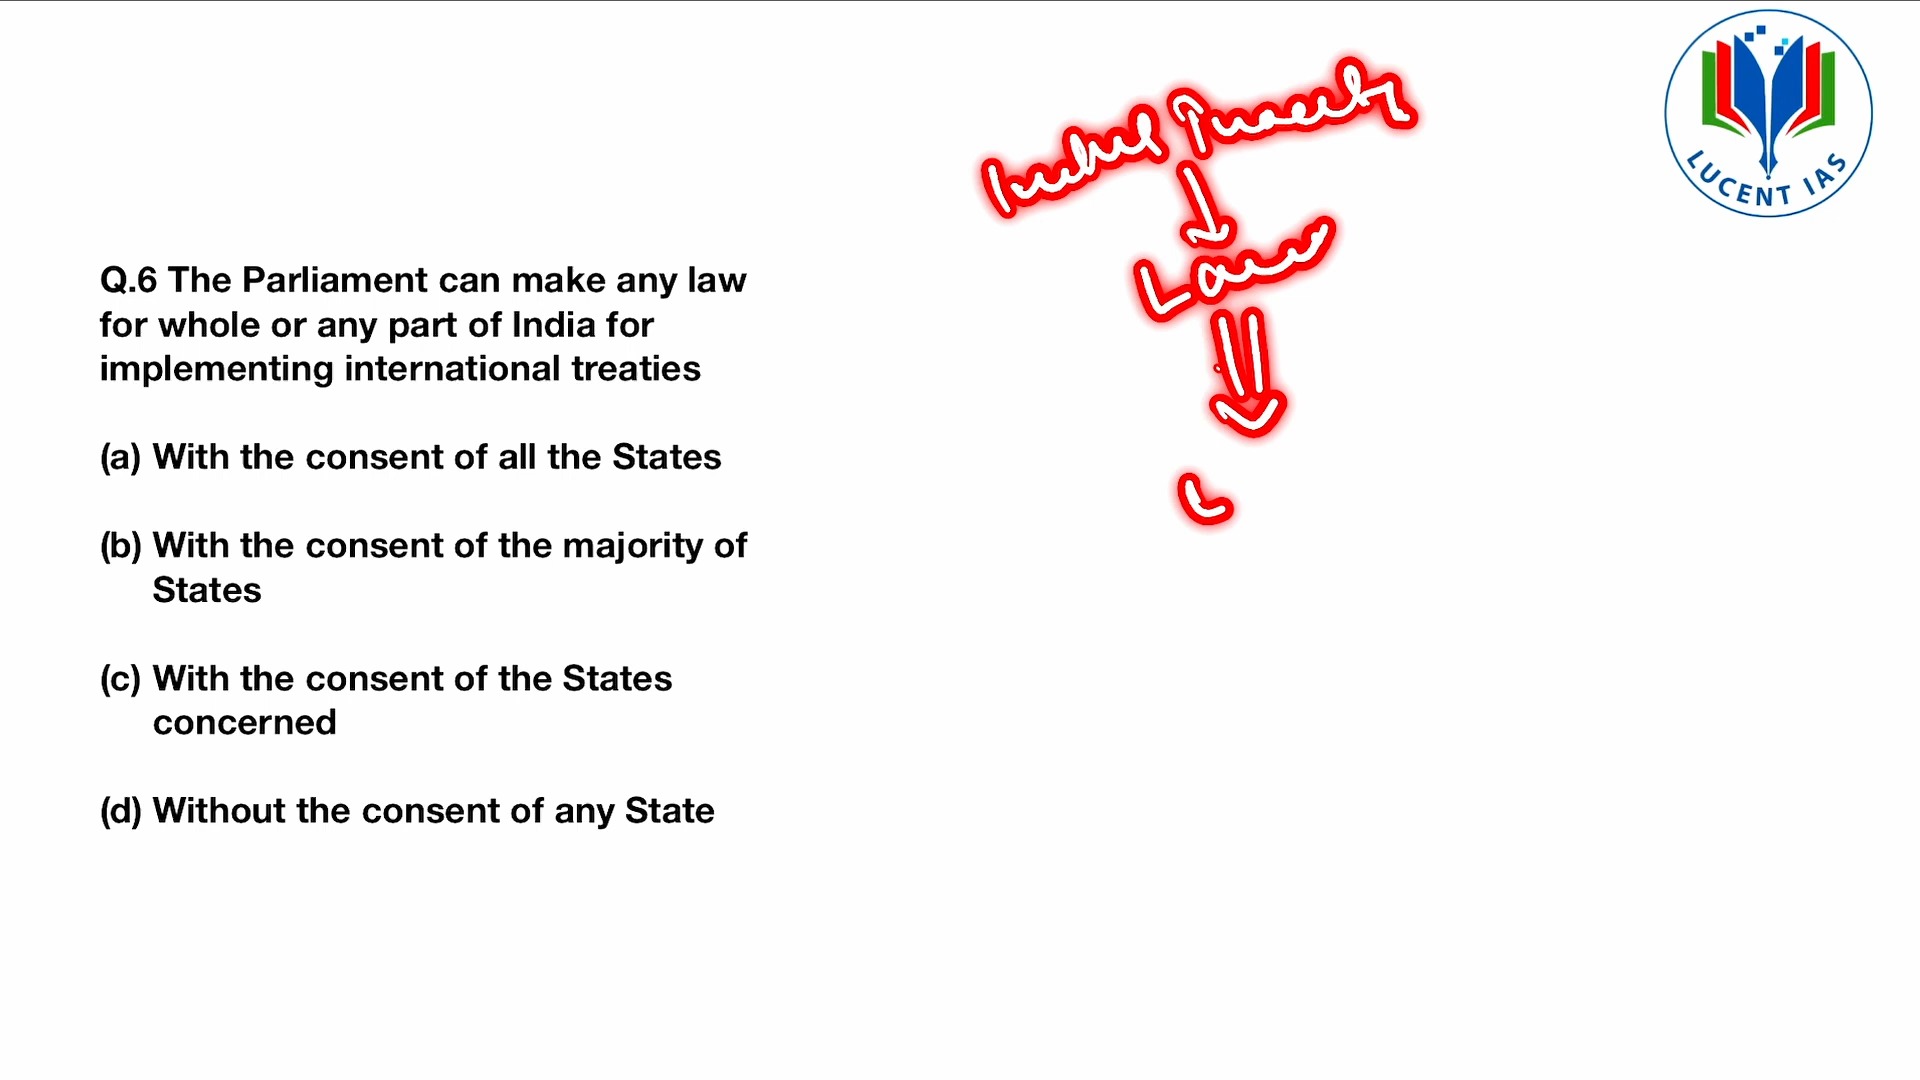 LUCENT IAS
Q.6 The Parliament can make any law
for whole or any part of India for
implementing international treaties
(a) With the consent of all the States
(b) With the consent of the majority of
States
(c) With the consent of the States
concerned
(d) Without the consent of any State